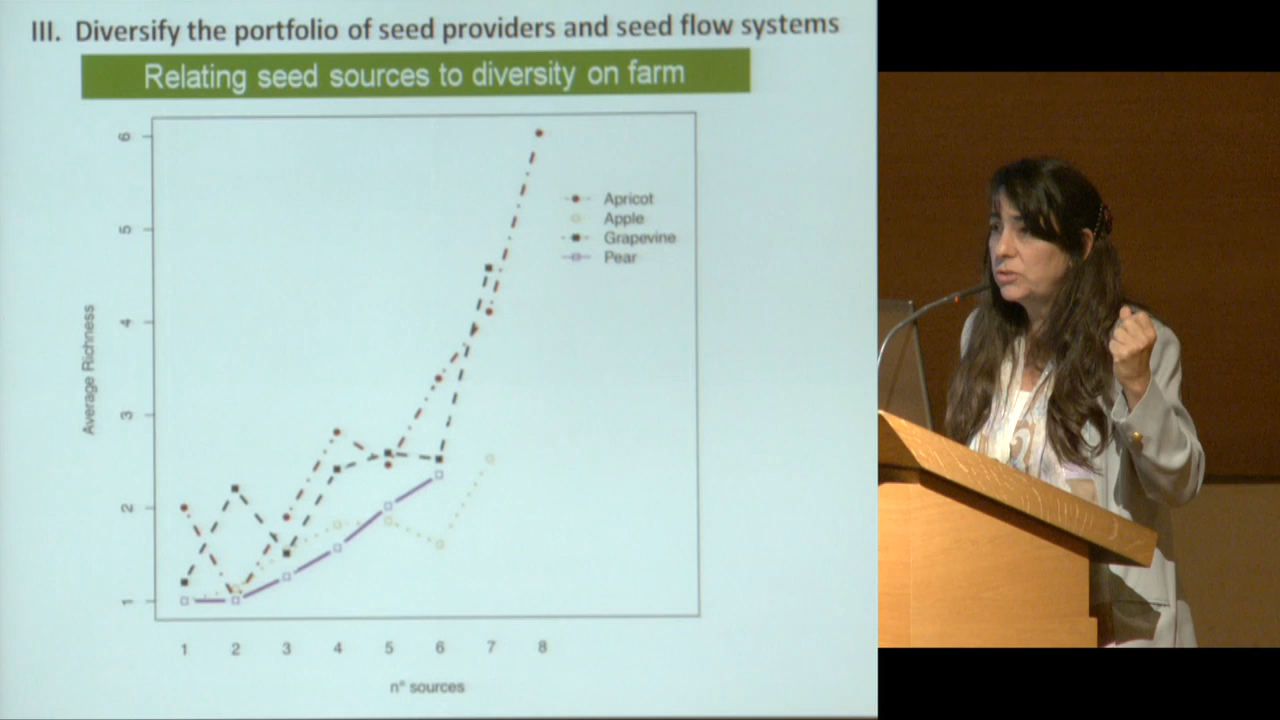 III. Diversify the portfolio of seed providers and seed flow systems
Relating seed sources to diversity on farm
Average Richness
6
5
4
3
2
1
Apricot
Apple
Grapevine
Pear
1 2 3 4 5 6 7 8
n° sources